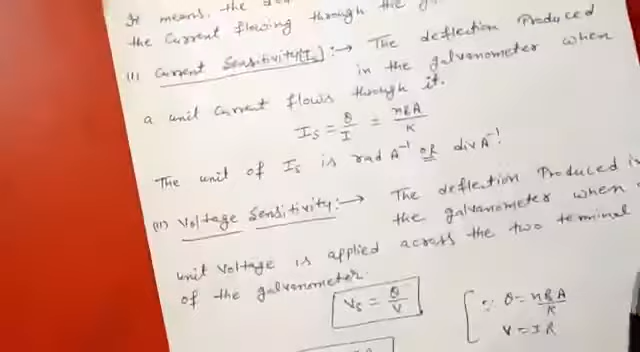 It means, the
the current flowing through the
(i) Current Sensitivity[Is] :→ The deflection Produced
in the galvanometer when
a unit current flows through it.
Is = θ/I = nBA/K
The unit of Is is rad A⁻¹ OR div A⁻¹
(ii) Voltage Sensitivity :→ The deflection Produced in
the galvanometer when
unit voltage is applied across the two terminal
of the galvanometer.
Vs = θ/V
[ ∵ θ = nBA/K
V = IR